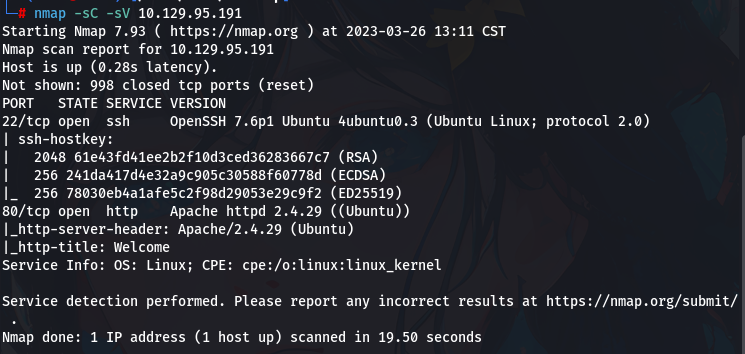 # nmap -sC -sV 10.129.95.191
Starting Nmap 7.93 ( https://nmap.org ) at 2023-03-26 13:11 CST
Nmap scan report for 10.129.95.191
Host is up (0.28s latency).
Not shown: 998 closed tcp ports (reset)
PORT   STATE SERVICE VERSION
22/tcp open  ssh     OpenSSH 7.6p1 Ubuntu 4ubuntu0.3 (Ubuntu Linux; protocol 2.0)
| ssh-hostkey:
|   2048 61e43fd41ee2b2f10d3ced36283667c7 (RSA)
|   256 241da417d4e32a9c905c30588f60778d (ECDSA)
|_  256 78030eb4a1afe5c2f98d29053e29c9f2 (ED25519)
80/tcp open  http    Apache httpd 2.4.29 ((Ubuntu))
|_http-server-header: Apache/2.4.29 (Ubuntu)
|_http-title: Welcome
Service Info: OS: Linux; CPE: cpe:/o:linux:linux_kernel
Service detection performed. Please report any incorrect results at https://nmap.org/submit/
.
Nmap done: 1 IP address (1 host up) scanned in 19.50 seconds